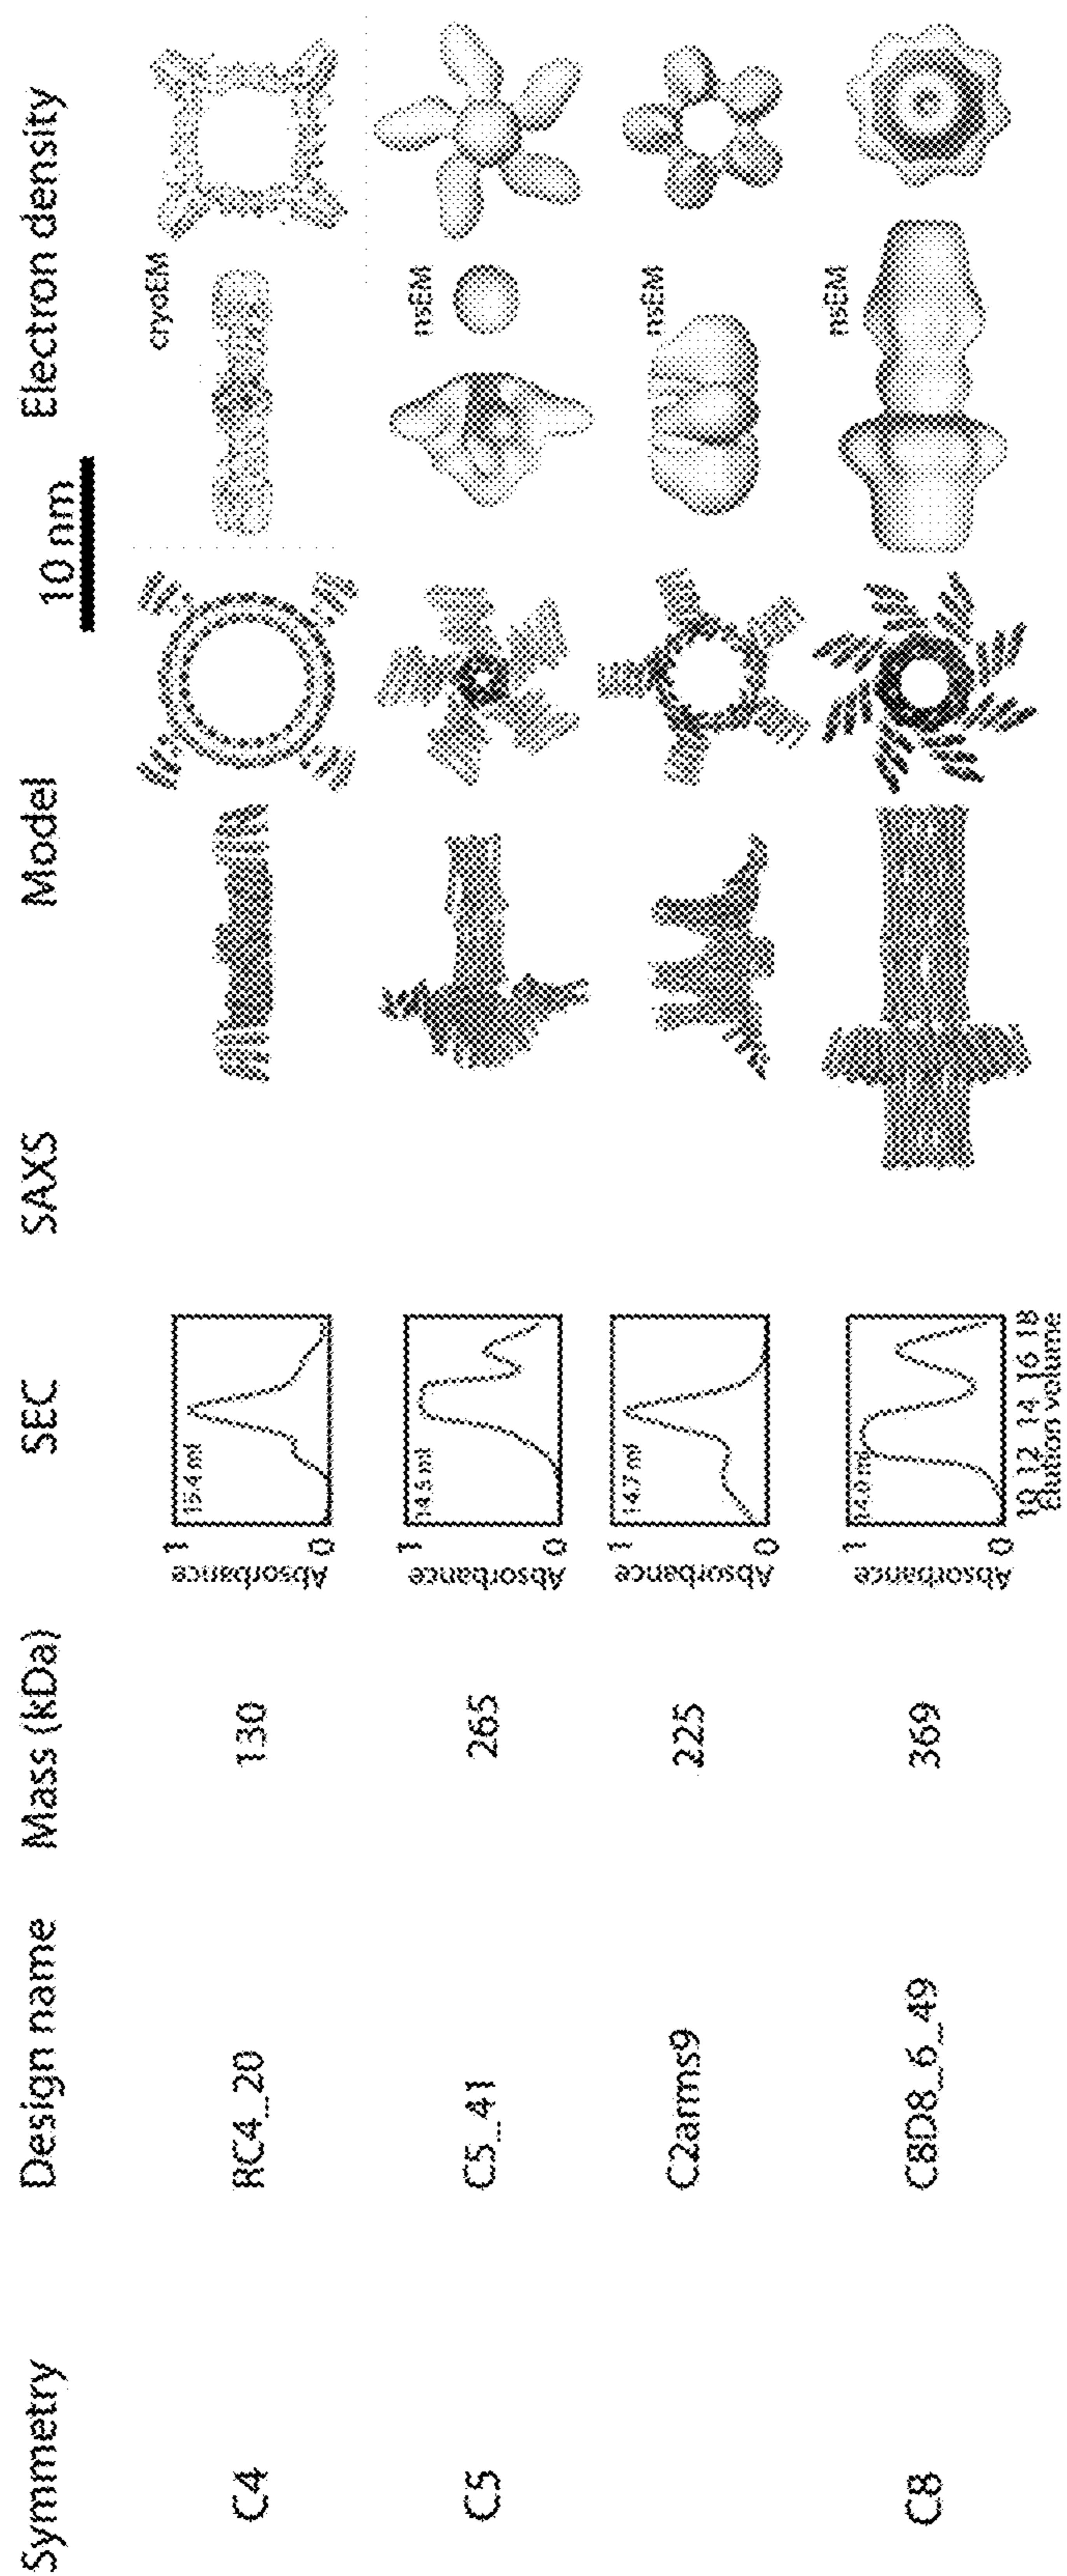 Symmetry Design name Mass (kDa) SEC SAXS Model Electron density
10 nm
C4 RC4_20 130
Absorbance
1
0
15.4 ml
cryoEM
C5 C5_41 265
Absorbance
1
0
14.5 ml
nsEM
C2arms9 225
Absorbance
1
0
14.7 ml
nsEM
C8 C8D8_6_49 369
Absorbance
1
0
14.0 ml
nsEM
10 12 14 16 18
Elution volume